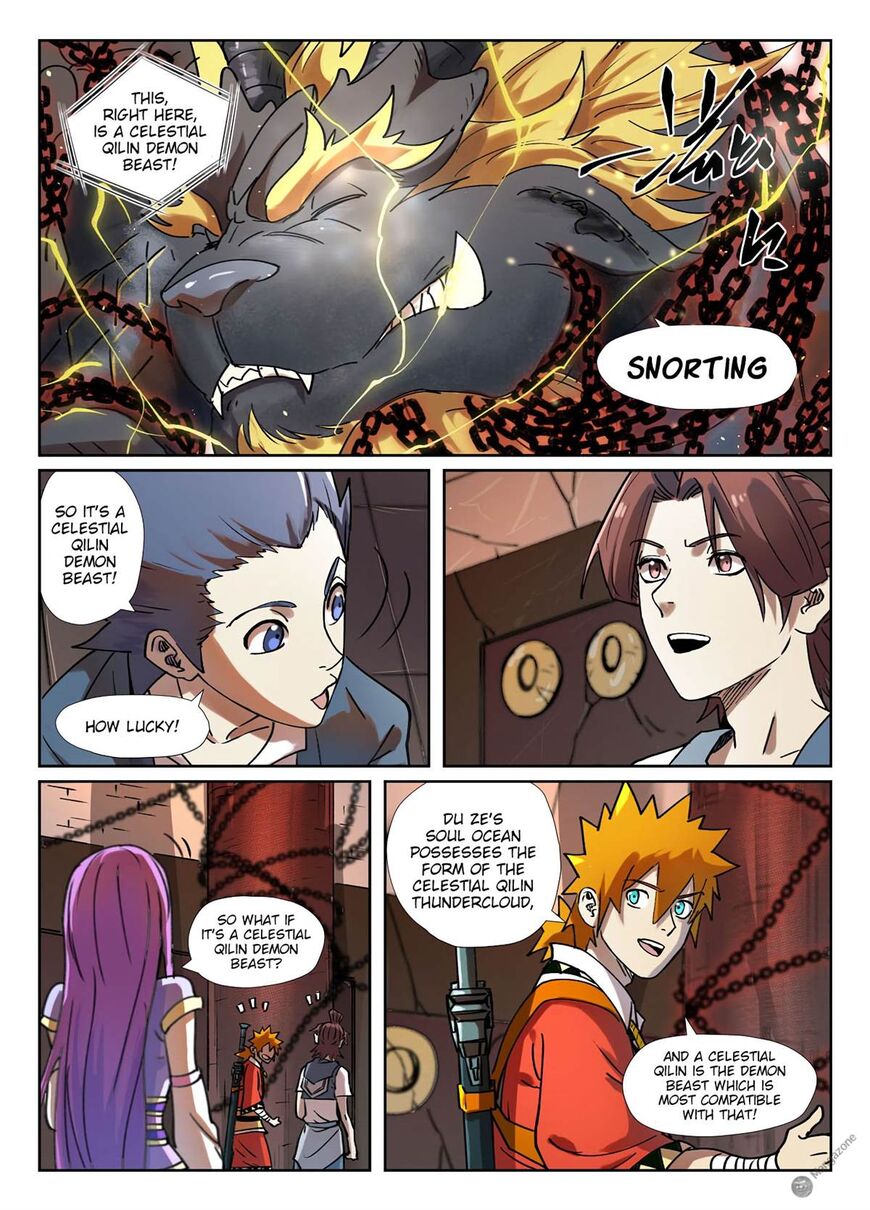 THIS,
RIGHT HERE,
IS A CELESTIAL
QILIN DEMON
BEAST!
SNORTING
SO IT'S A
CELESTIAL
QILIN
DEMON
BEAST!
HOW LUCKY!
SO WHAT IF
IT'S A CELESTIAL
QILIN DEMON
BEAST?
DU ZE'S
SOUL OCEAN
POSSESSES THE
FORM OF THE
CELESTIAL QILIN
THUNDERCLOUD,
AND A CELESTIAL
QILIN IS THE DEMON
BEAST WHICH IS
MOST COMPATIBLE
WITH THAT!
Mangazone